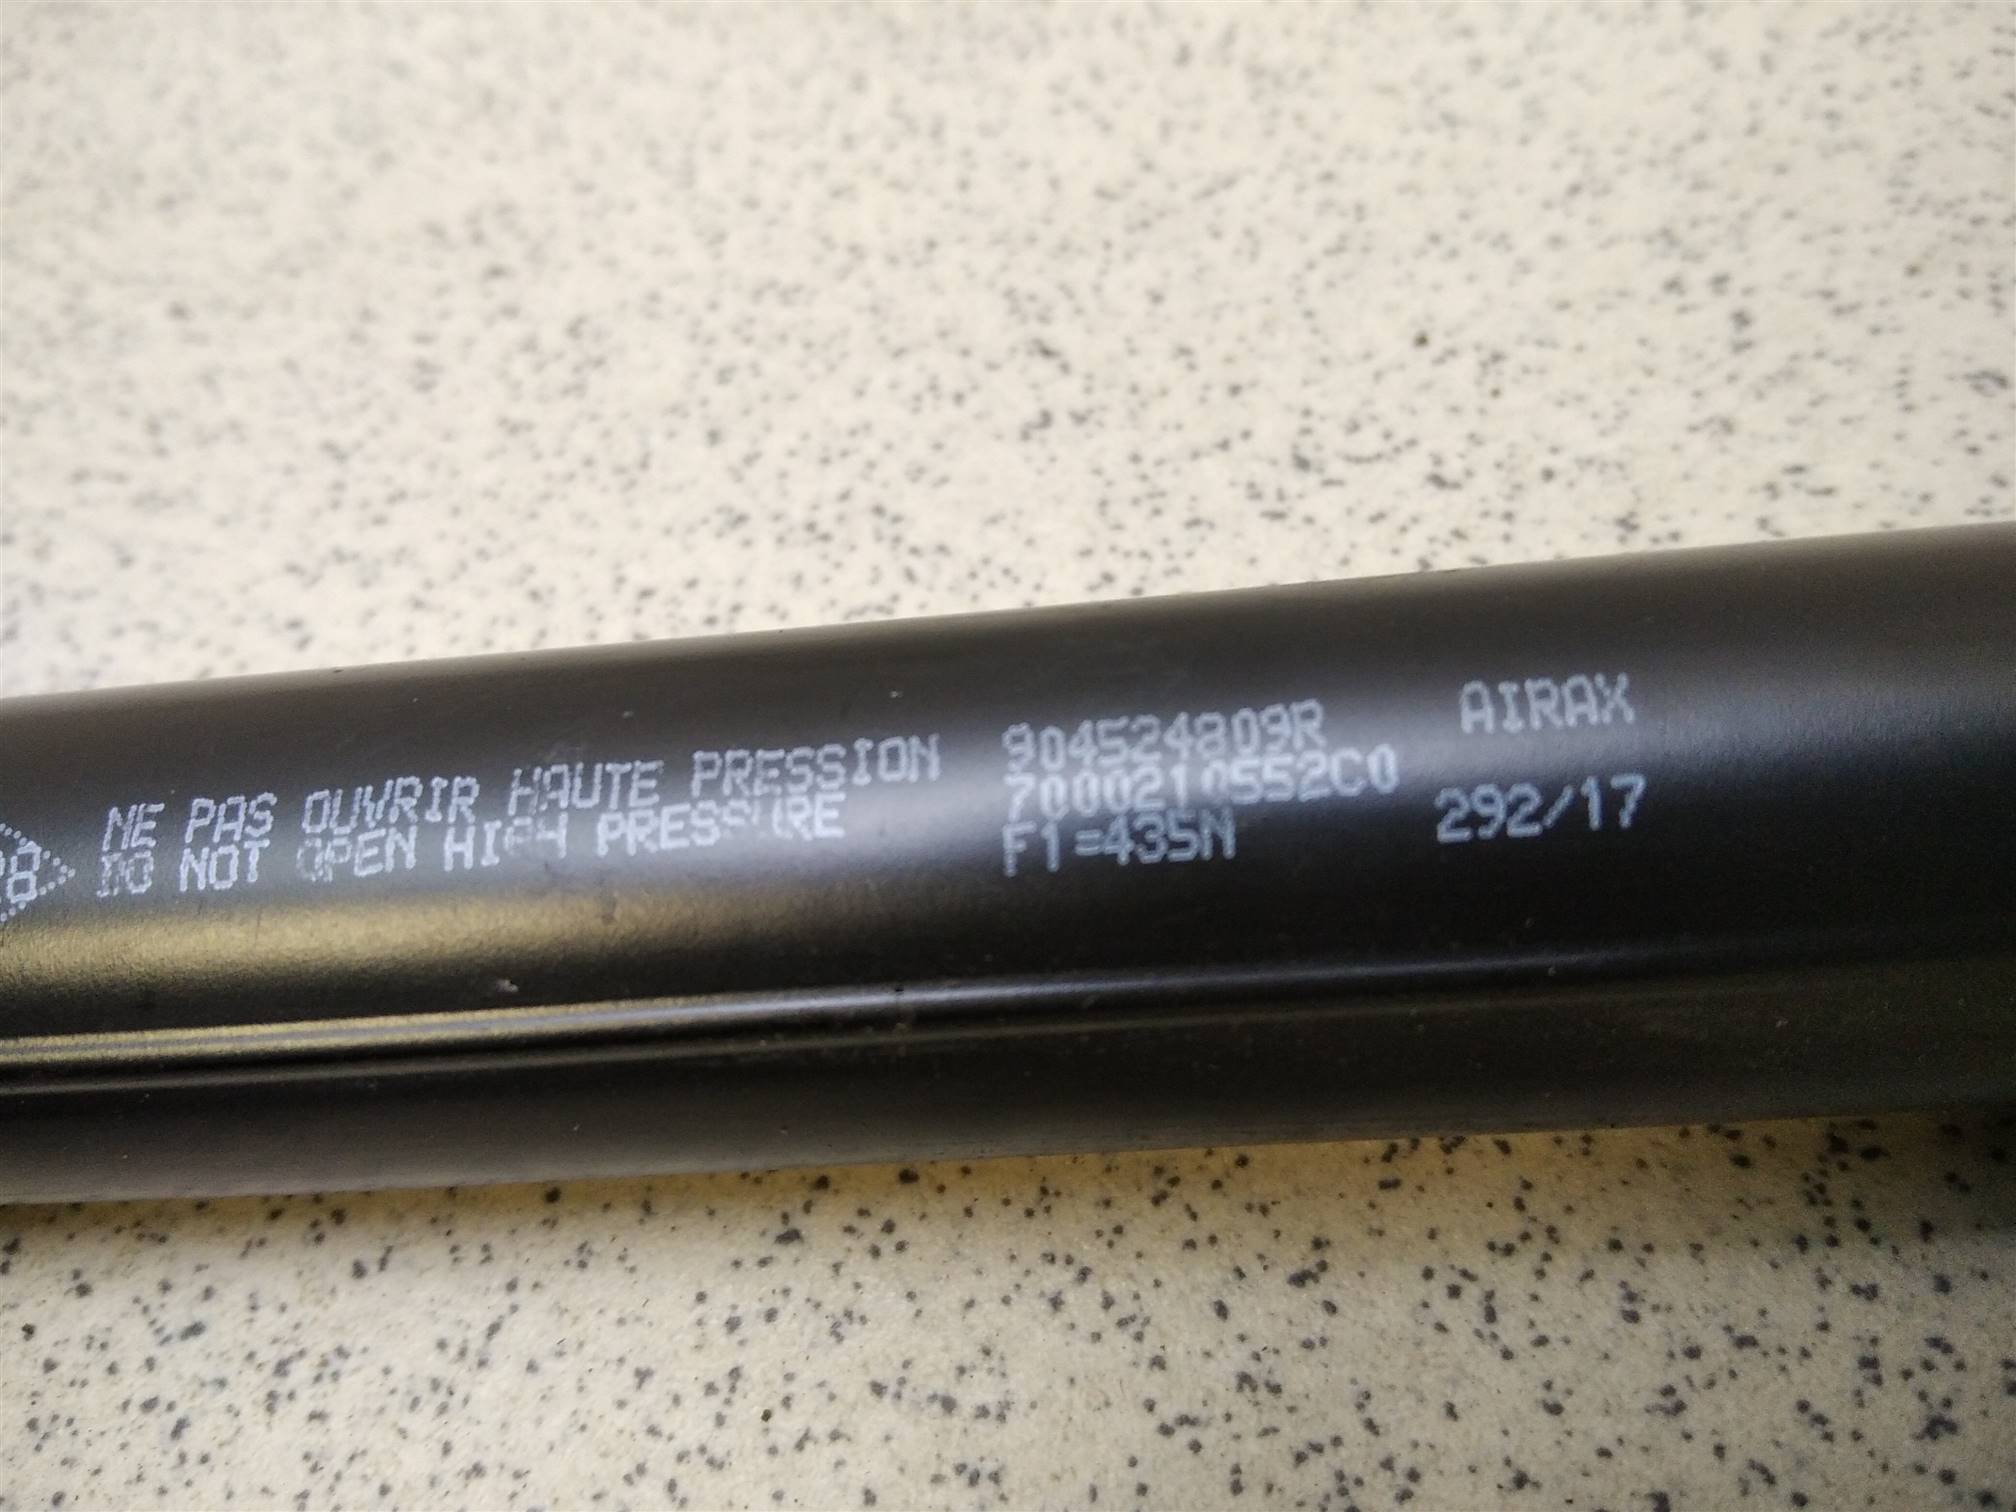 NE PAS OUVRIR HAUTE PRESSION
DO NOT OPEN HIGH PRESSURE
904524809R
7000210552C0
F1=435N
AIRAX
292/17